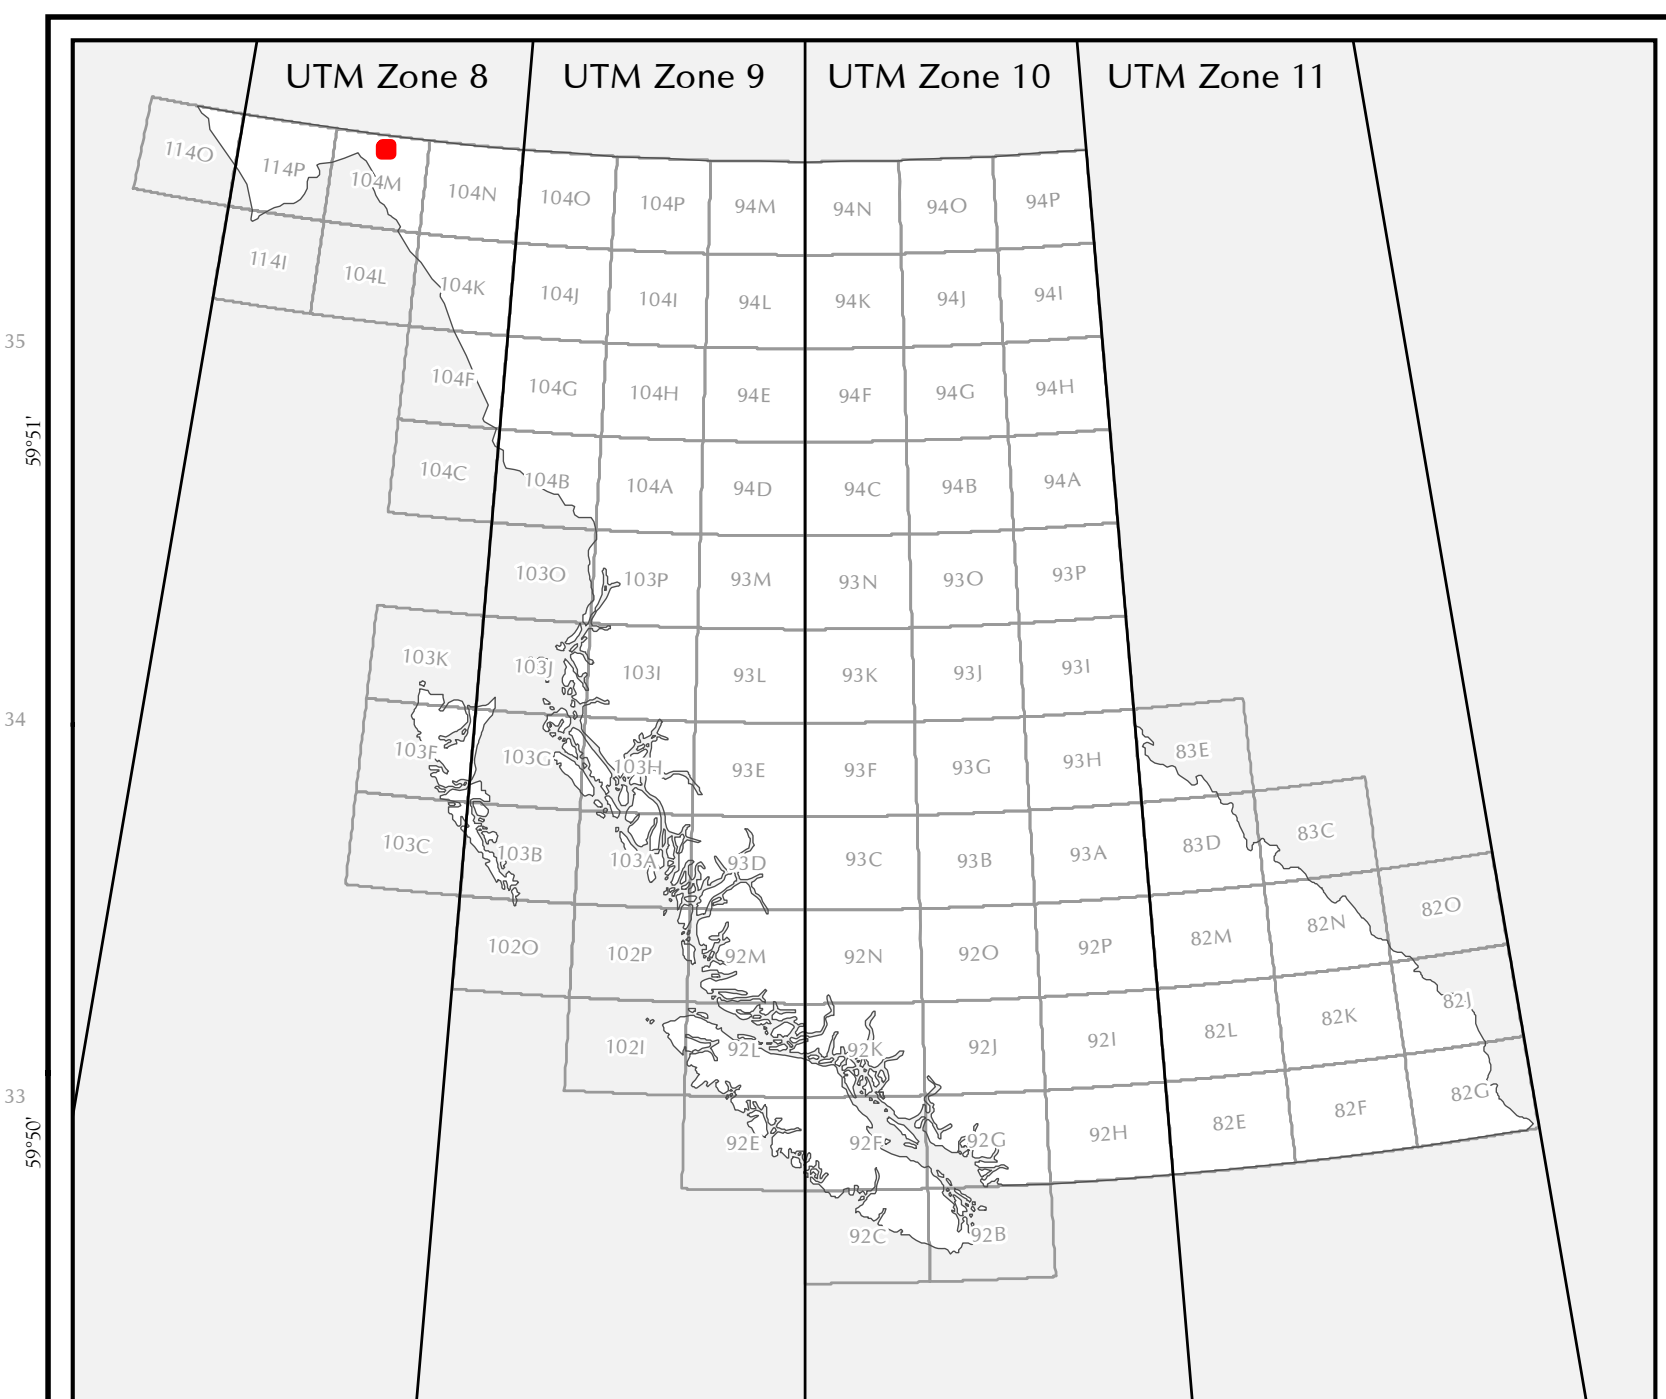 UTM Zone 8 UTM Zone 9 UTM Zone 10 UTM Zone 11
114O 114P 104M 104N 104O 104P 94M 94N 94O 94P
114I 104L 104K 104J 104I 94L 94K 94J 94I
35
104F 104G 104H 94E 94F 94G 94H
59°51'
104C 104B 104A 94D 94C 94B 94A
103O 103P 93M 93N 93O 93P
103K 103J 103I 93L 93K 93J 93I
34
103F 103G 103H 93E 93F 93G 93H 83E
103C 103B 103A 93D 93C 93B 93A 83D 83C
102O 102P 92M 92N 92O 92P 82M 82N 82O
102I 92L 92K 92J 92I 82L 82K 82J
33
59°50'
92E 92F 92G 92H 82E 82F 82G
92C 92B